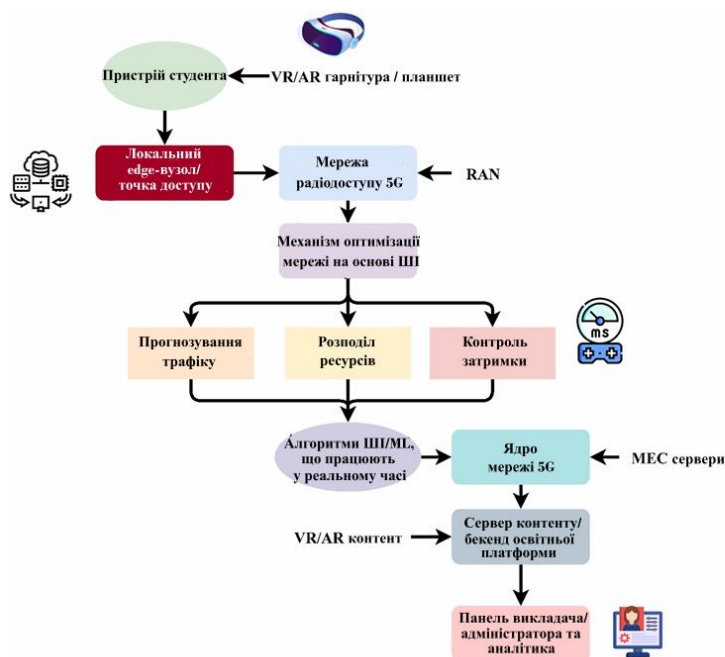 Пристрій студента
VR/AR гарнітура / планшет
Локальний
edge-вузол/
точка доступу
Мережа
радіодоступу 5G
RAN
Механізм оптимізації
мережі на основі ШІ
Прогнозування
трафіку
Розподіл
ресурсів
Контроль
затримки
ms
Алгоритми ШІ/ML,
що працюють
у реальному часі
Ядро
мережі 5G
MEC сервери
VR/AR контент
Сервер контенту/
бекенд освітньої
платформи
Панель викладача/
адміністратора та
аналітика